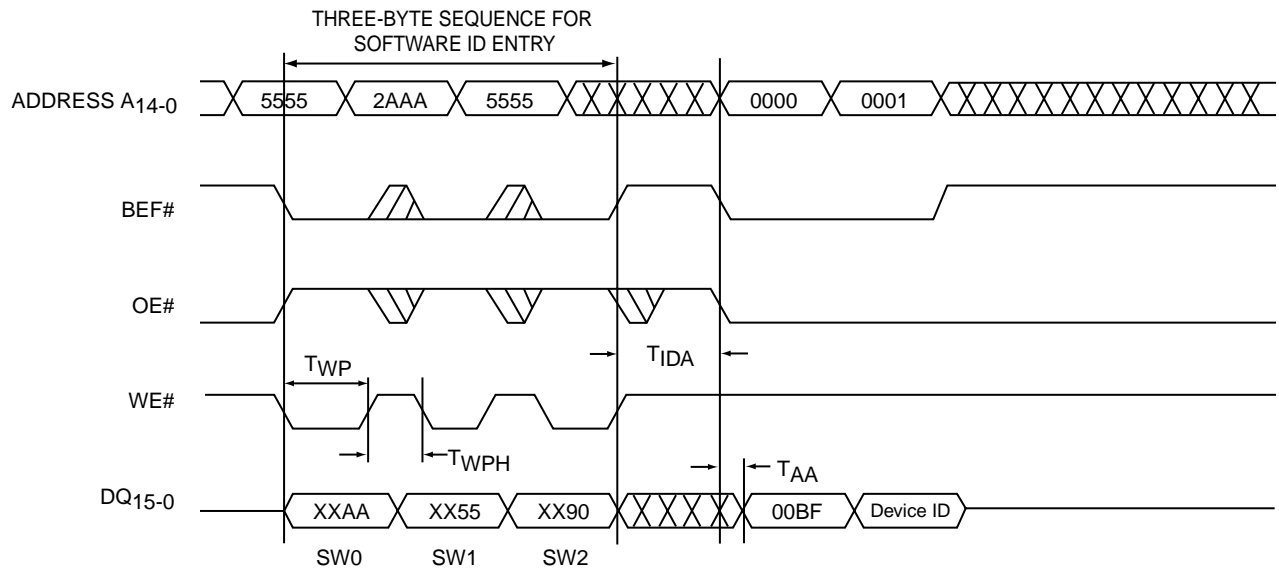 THREE-BYTE SEQUENCE FOR
SOFTWARE ID ENTRY
ADDRESS A14-0
5555 2AAA 5555 0000 0001
BEF#
OE#
TIDA
TWP
WE#
TWPH
TAA
DQ15-0
XXAA XX55 XX90 00BF Device ID
SW0 SW1 SW2